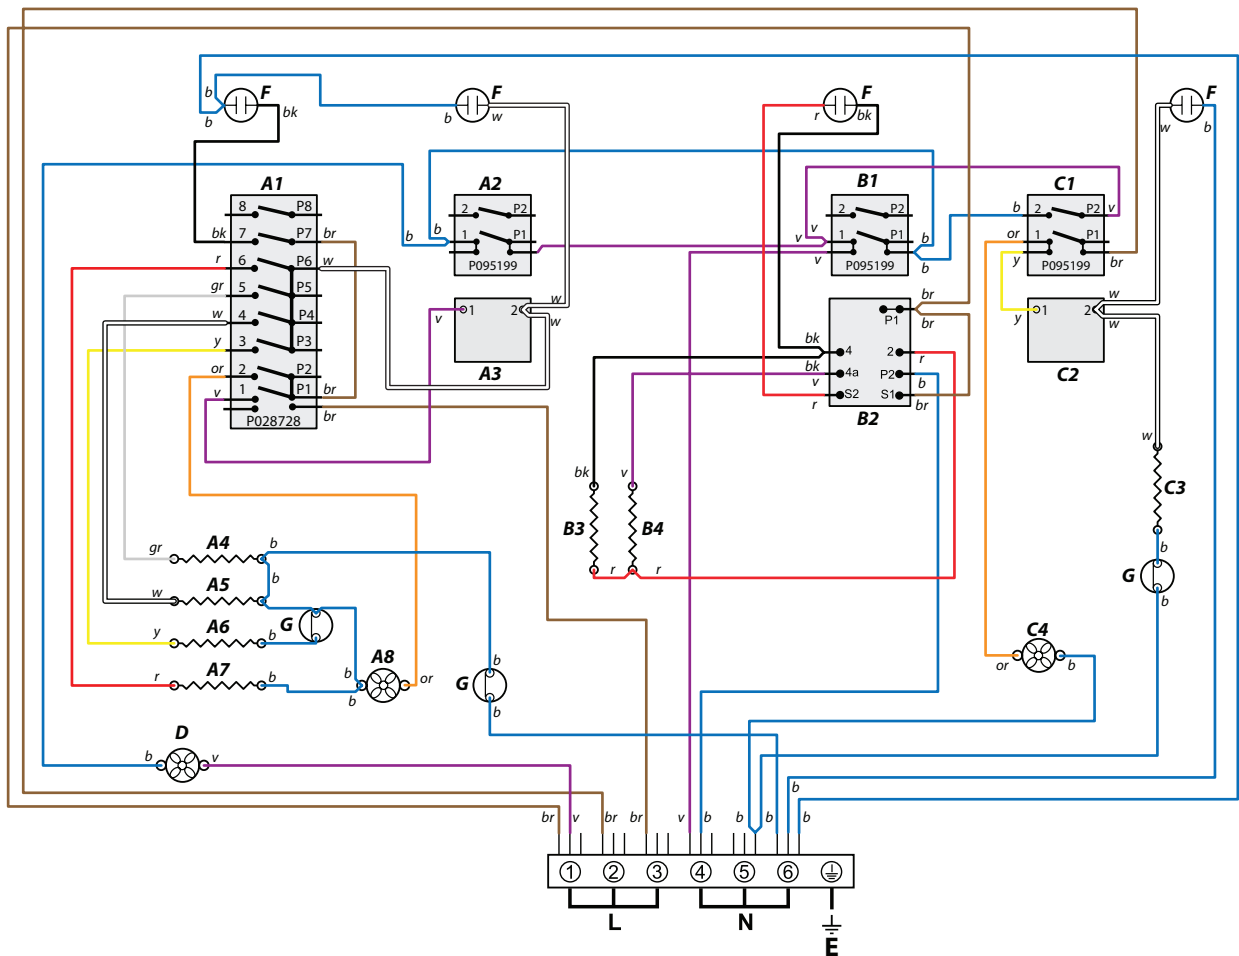 b F bk
b
b F w
r F bk
w F b
A1
8 P8
bk 7 P7 br
r 6 P6 w
gr 5 P5
w 4 P4
y 3 P3
or 2 P2
v 1 P1 br
br
P028728
A2
2 P2
b b 1 P1
P095199
w
v 1 2
w
A3
B1
v 2 P2
v 1 P1 b
v b
P095199
C1
b 2 P2 v
or 1 P1
y br
P095199
br
P1
br
bk 4 2 r
bk 4a P2 b
v
r S2 S1 br
B2
w
1 2
y w
C2
bk v
B3 B4
r r
w
C3
b
G
b
gr A4 b
b
w A5
G
y A6 b
r A7 b
b A8 or
b
b
G
b
C4
or b
D
b v
br v br br v b b b b b
1 2 3 4 5 6
L N E